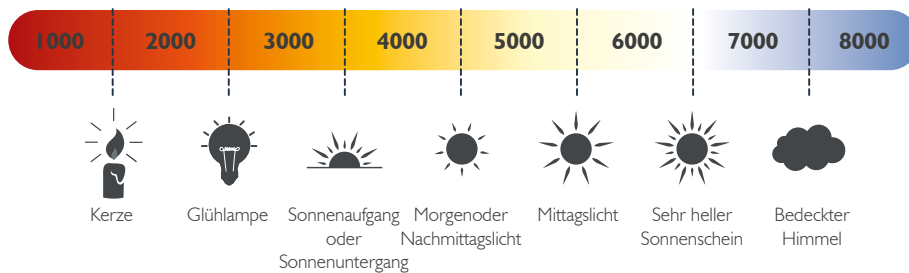 1000 2000 3000 4000 5000 6000 7000 8000
Kerze
Glühlampe
Sonnenaufgang
oder
Sonnenuntergang
Morgenoder
Nachmittagslicht
Mittagslicht
Sehr heller
Sonnenschein
Bedeckter
Himmel